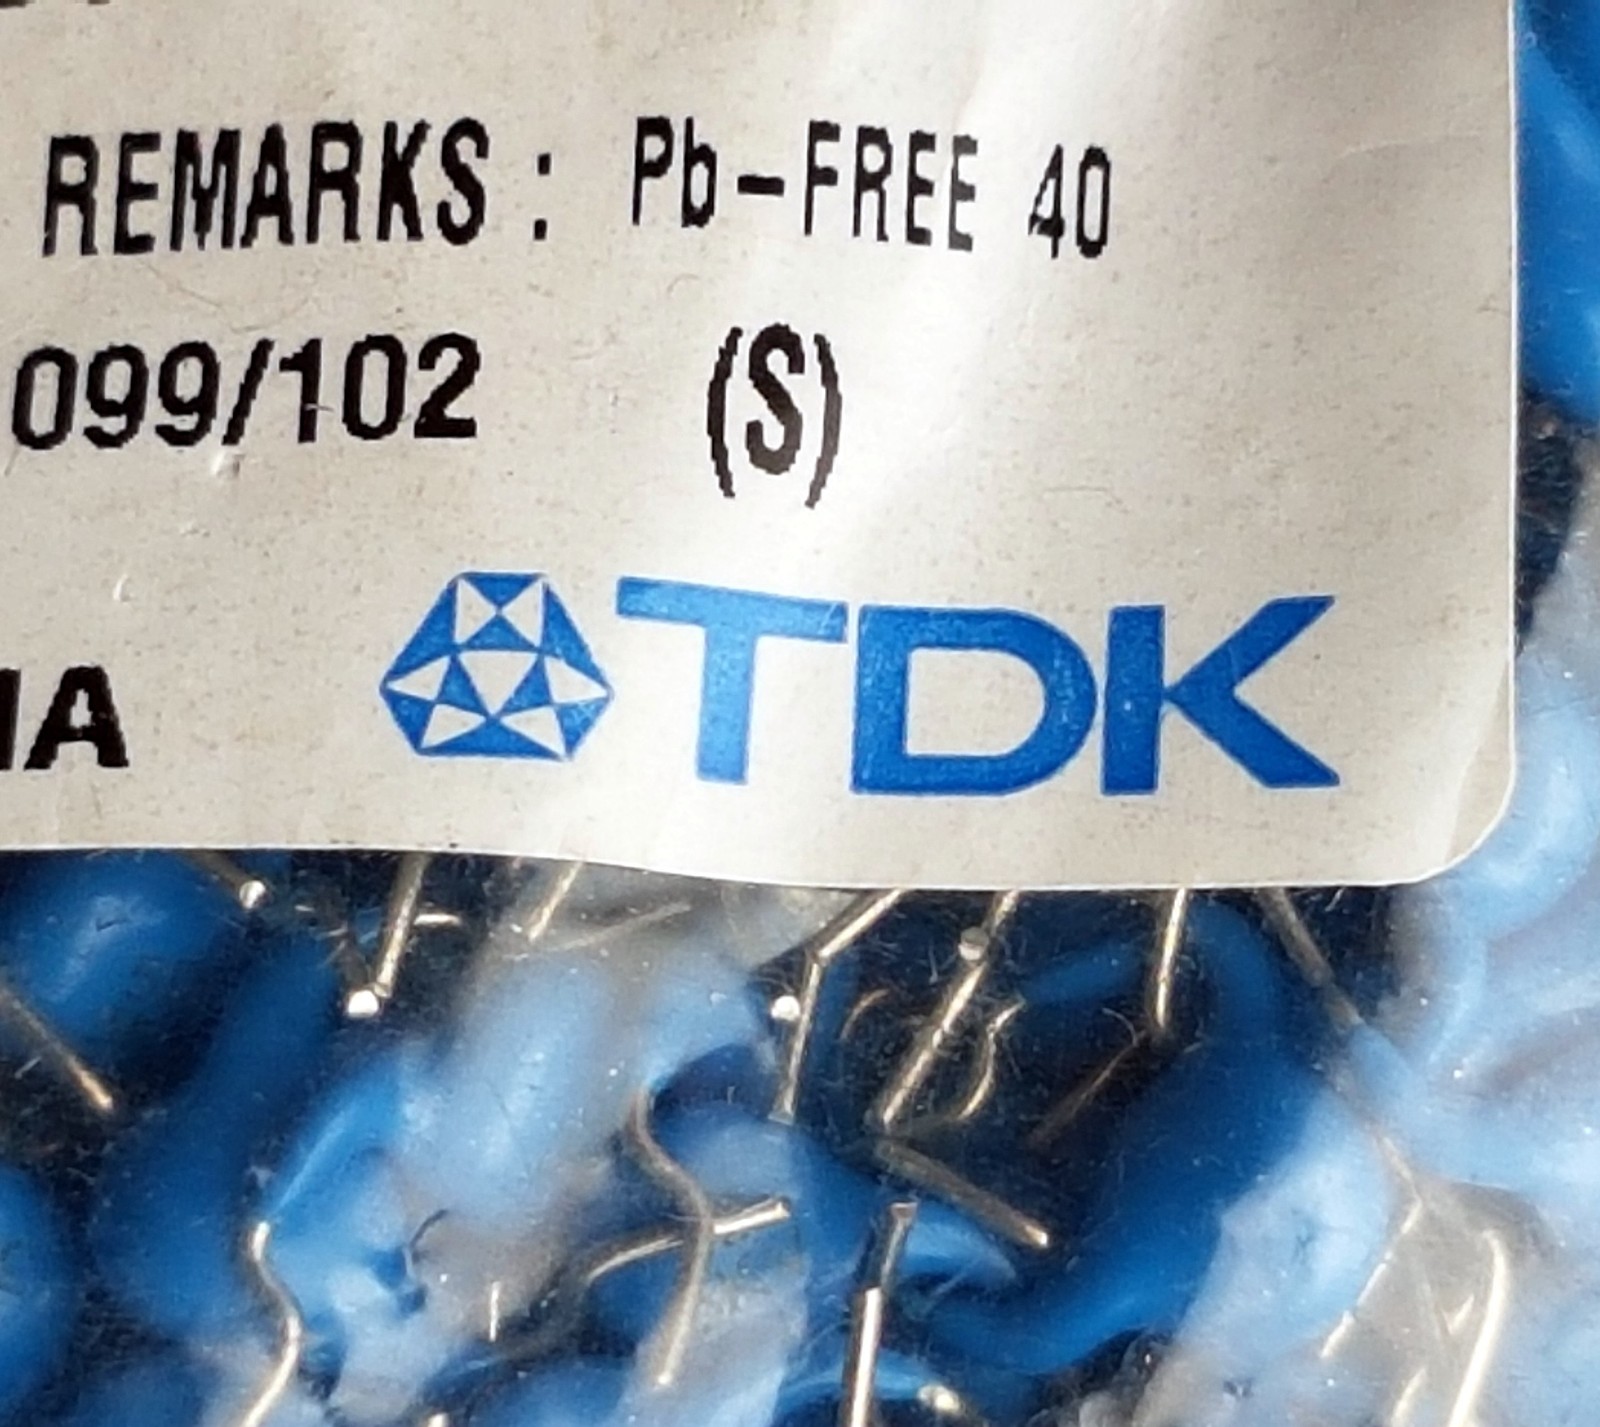 REMARKS : Pb-FREE 40
099/102 (S)
IA TDK